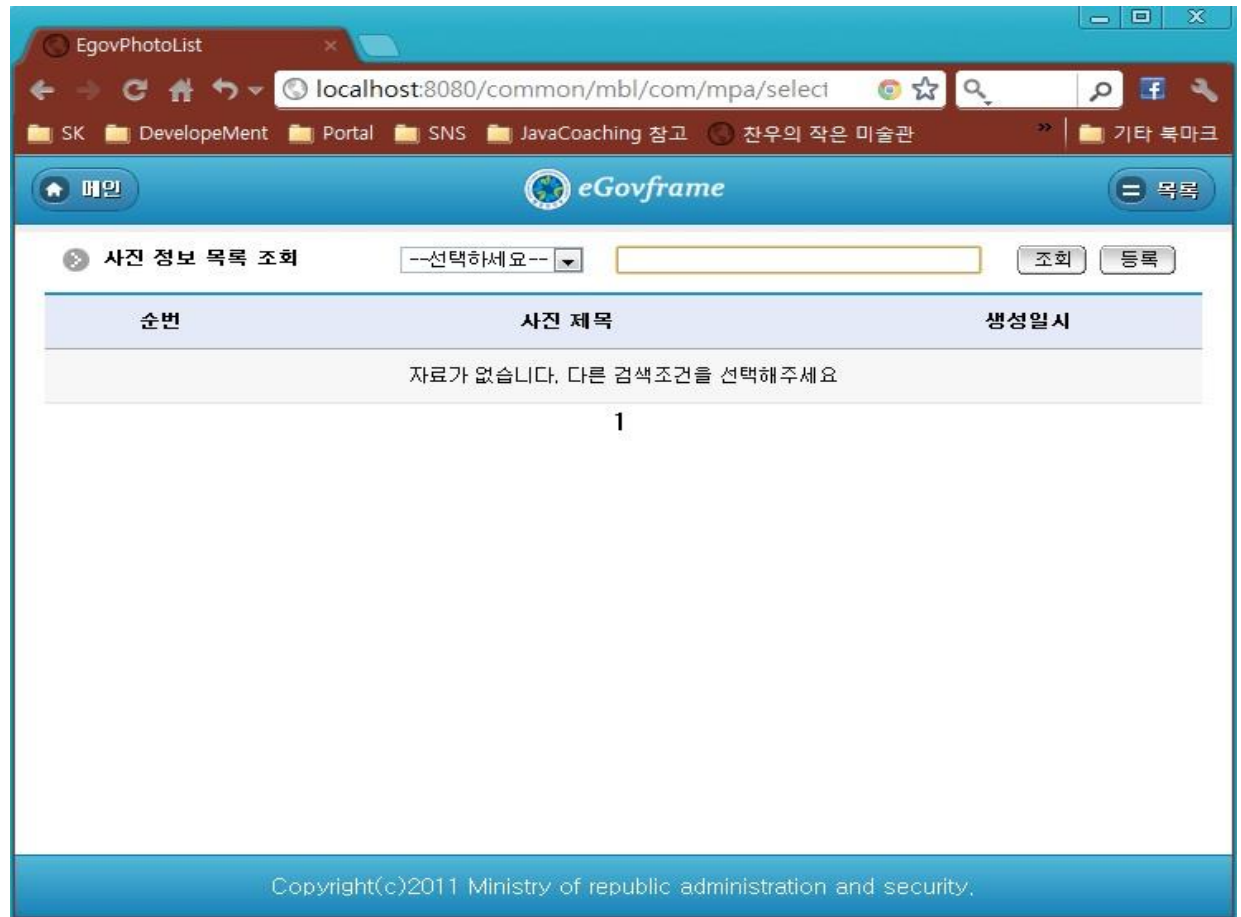 EgovPhotoList
localhost:8080/common/mbl/com/mpa/select
SK DevelopeMent Portal SNS JavaCoaching 참고 찬우의 작은 미술관 » 기타 북마크
메인 eGovframe 목록
사진 정보 목록 조회 --선택하세요-- 조회 등록
순번 사진 제목 생성일시
자료가 없습니다. 다른 검색조건을 선택해주세요
1
Copyright(c)2011 Ministry of republic administration and security.